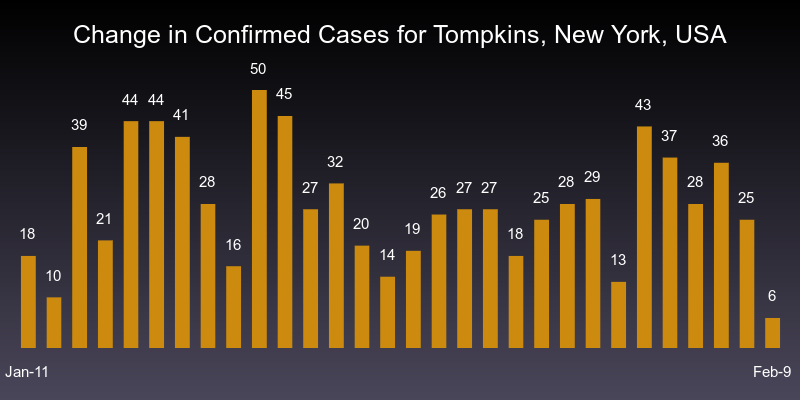 Change in Confirmed Cases for Tompkins, New York, USA
18 10 39 21 44 44 41 28 16 50 45 27 32 20 14 19 26 27 27 18 25 28 29 13 43 37 28 36 25 6
Jan-11 Feb-9